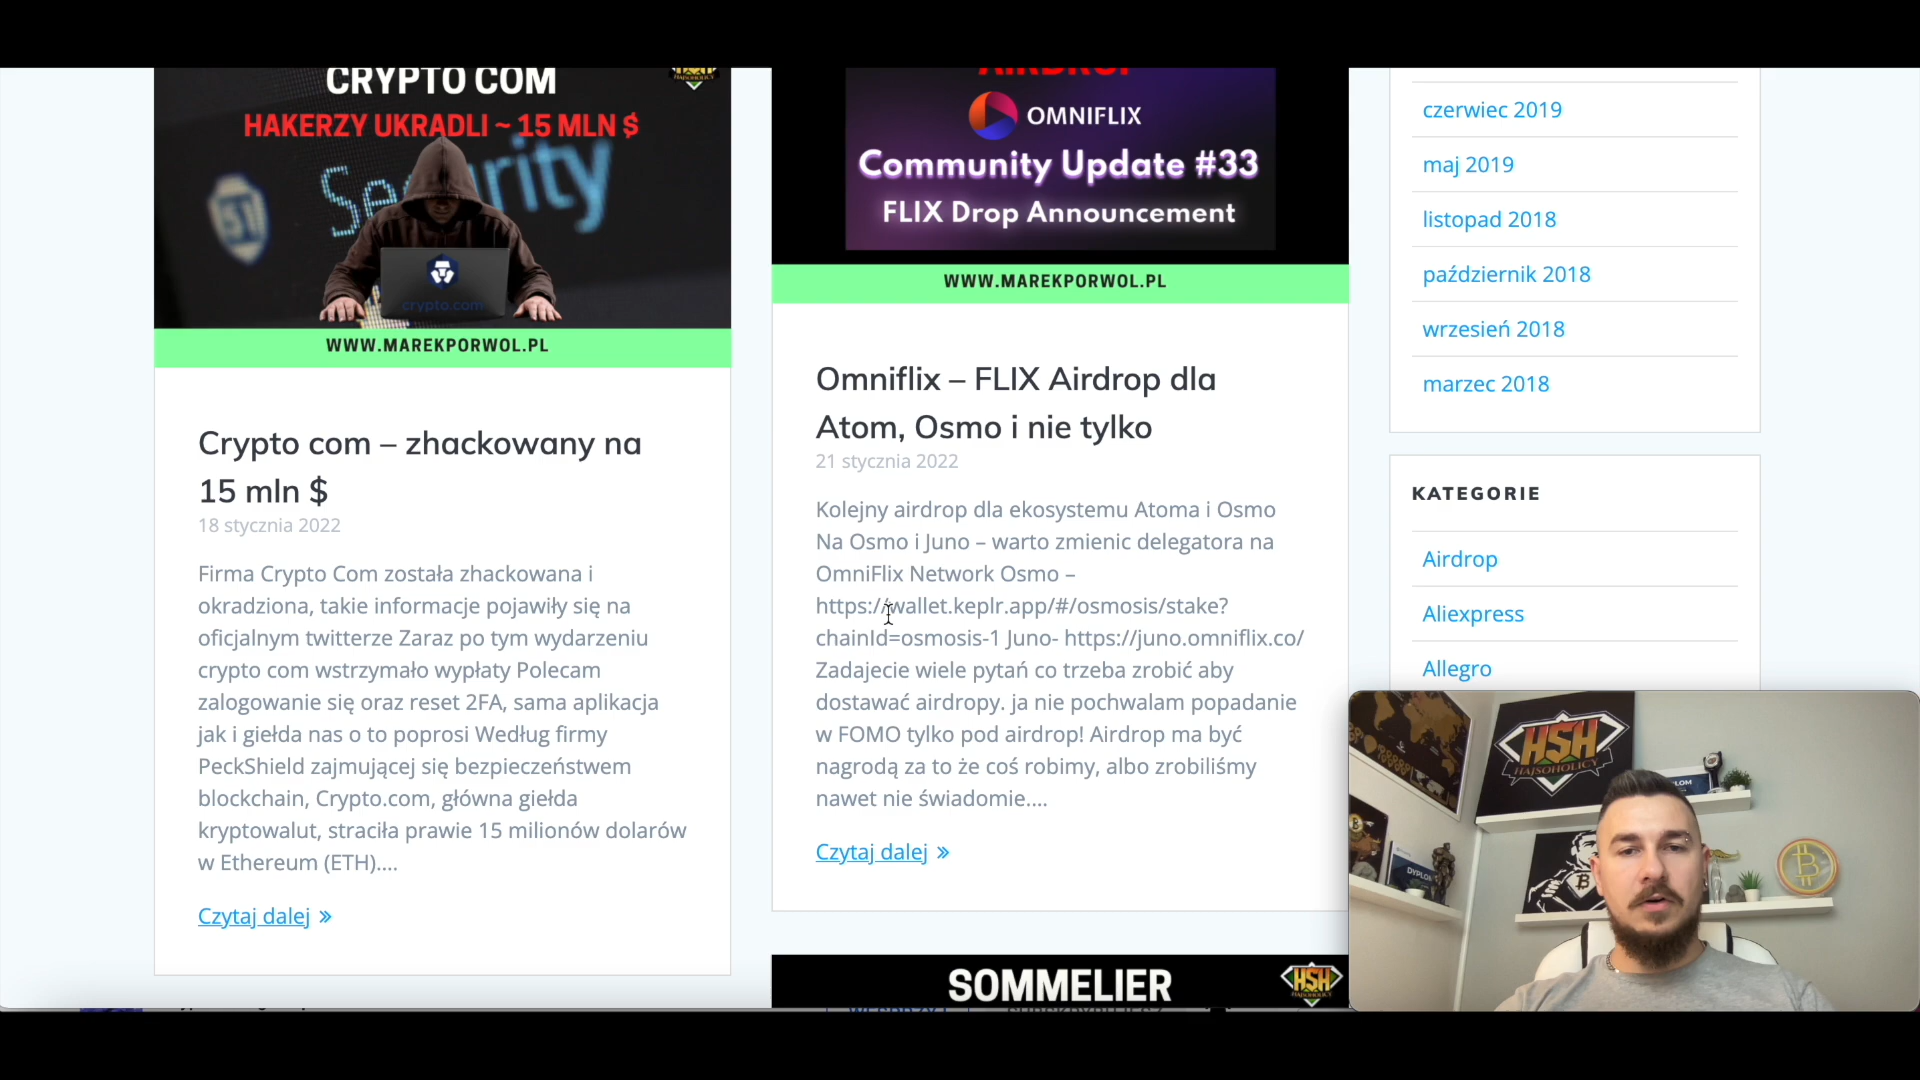 CRYPTO COM
HAKERZY UKRADLI ~ 15 MLN $
Security
crypto.com
WWW.MAREKPORWOL.PL
Crypto com – zhackowany na
15 mln $
18 stycznia 2022
Firma Crypto Com została zhackowana i
okradziona, takie informacje pojawiły się na
oficjalnym twitterze Zaraz po tym wydarzeniu
crypto com wstrzymało wypłaty Polecam
zalogowanie się oraz reset 2FA, sama aplikacja
jak i giełda nas o to poprosi Według firmy
PeckShield zajmującej się bezpieczeństwem
blockchain, Crypto.com, główna giełda
kryptowalut, straciła prawie 15 milionów dolarów
w Ethereum (ETH)....
Czytaj dalej »
AIRDROP
OMNIFLIX
Community Update #33
FLIX Drop Announcement
WWW.MAREKPORWOL.PL
Omniflix – FLIX Airdrop dla
Atom, Osmo i nie tylko
21 stycznia 2022
Kolejny airdrop dla ekosystemu Atoma i Osmo
Na Osmo i Juno – warto zmienic delegatora na
OmniFlix Network Osmo –
https://wallet.keplr.app/#/osmosis/stake?
chainId=osmosis-1 Juno- https://juno.omniflix.co/
Zadajecie wiele pytań co trzeba zrobić aby
dostawać airdropy. ja nie pochwalam popadanie
w FOMO tylko pod airdrop! Airdrop ma być
nagrodą za to że coś robimy, albo zrobiliśmy
nawet nie świadomie....
Czytaj dalej »
SOMMELIER
HSH
HAJSOHOLICY
czerwiec 2019
maj 2019
listopad 2018
październik 2018
wrzesień 2018
marzec 2018
KATEGORIE
Airdrop
Aliexpress
Allegro
HSH
HAJSOHOLICY
DYPLOM